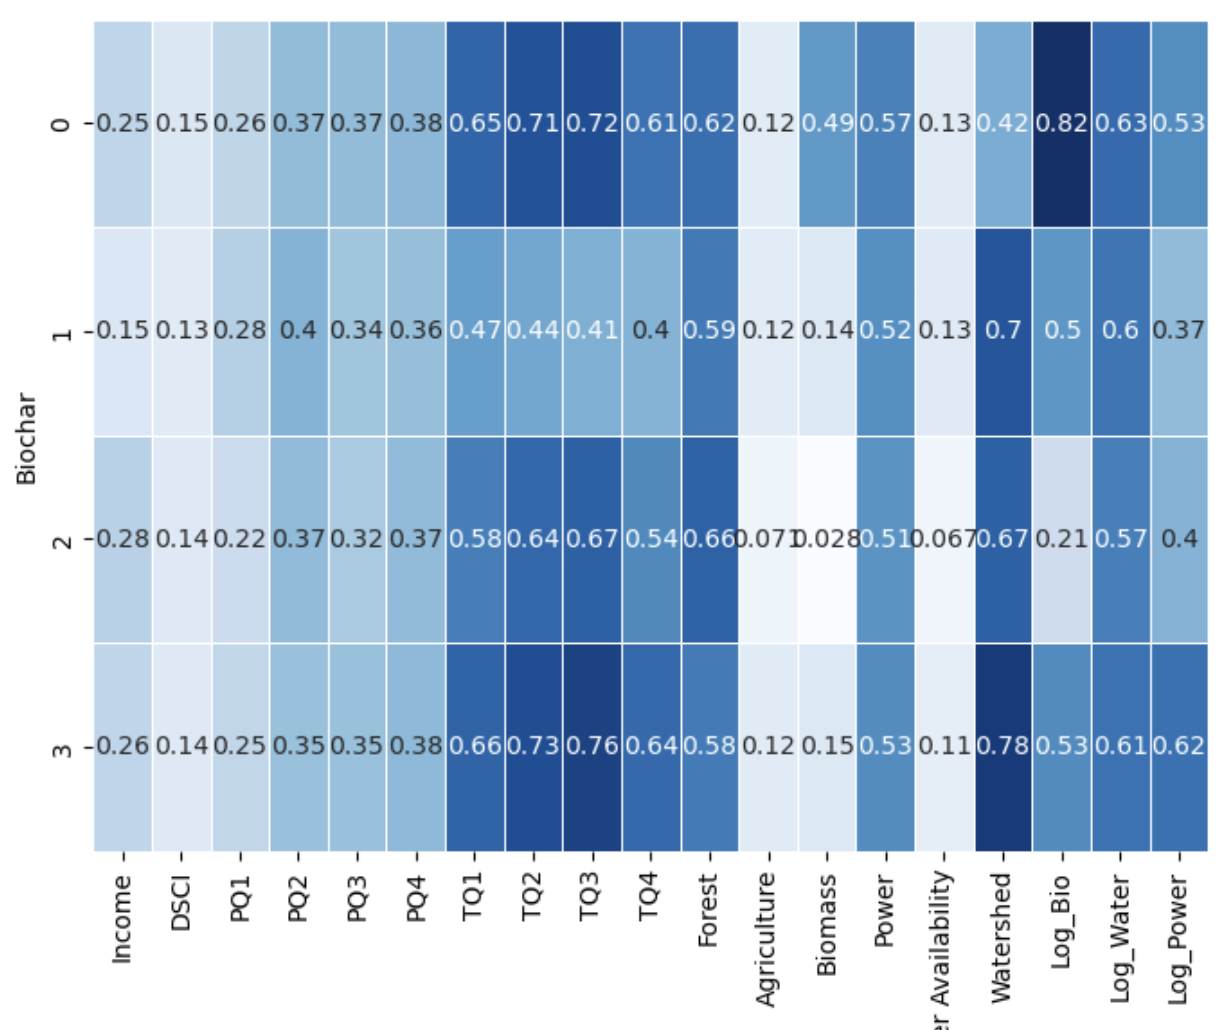 0 0.25 0.15 0.26 0.37 0.37 0.38 0.65 0.71 0.72 0.61 0.62 0.12 0.49 0.57 0.13 0.42 0.82 0.63 0.53
1 0.15 0.13 0.28 0.4 0.34 0.36 0.47 0.44 0.41 0.4 0.59 0.12 0.14 0.52 0.13 0.7 0.5 0.6 0.37
Biochar
2 0.28 0.14 0.22 0.37 0.32 0.37 0.58 0.64 0.67 0.54 0.66 0.071 0.028 0.51 0.067 0.67 0.21 0.57 0.4
3 0.26 0.14 0.25 0.35 0.35 0.38 0.66 0.73 0.76 0.64 0.58 0.12 0.15 0.53 0.11 0.78 0.53 0.61 0.62
Income
DSCI
PQ1
PQ2
PQ3
PQ4
TQ1
TQ2
TQ3
TQ4
Forest
Agriculture
Biomass
Power
er Availability
Watershed
Log_Bio
Log_Water
Log_Power